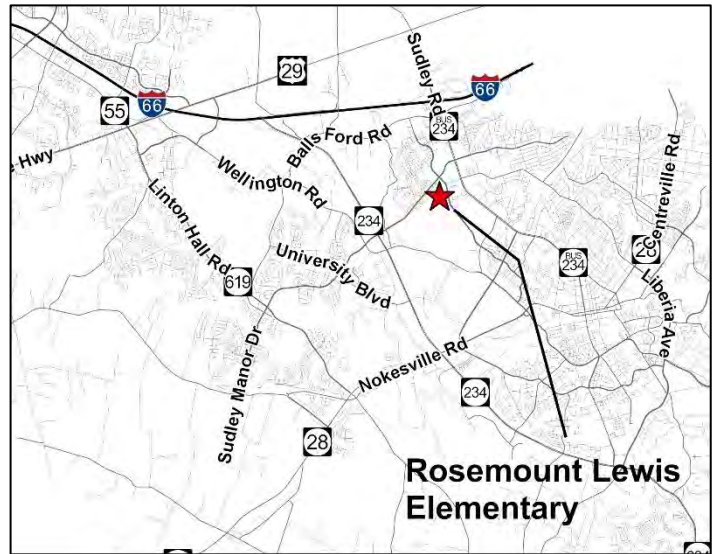 29
Sudley Rd
66
55
66
BUS
234
Balls Ford Rd
e Hwy
Wellington Rd
Centreville Rd
234
Linton Hall Rd
University Blvd
BUS
234
28
619
Liberia Ave
Sudley Manor Dr
Nokesville Rd
234
28
Rosemount Lewis
Elementary